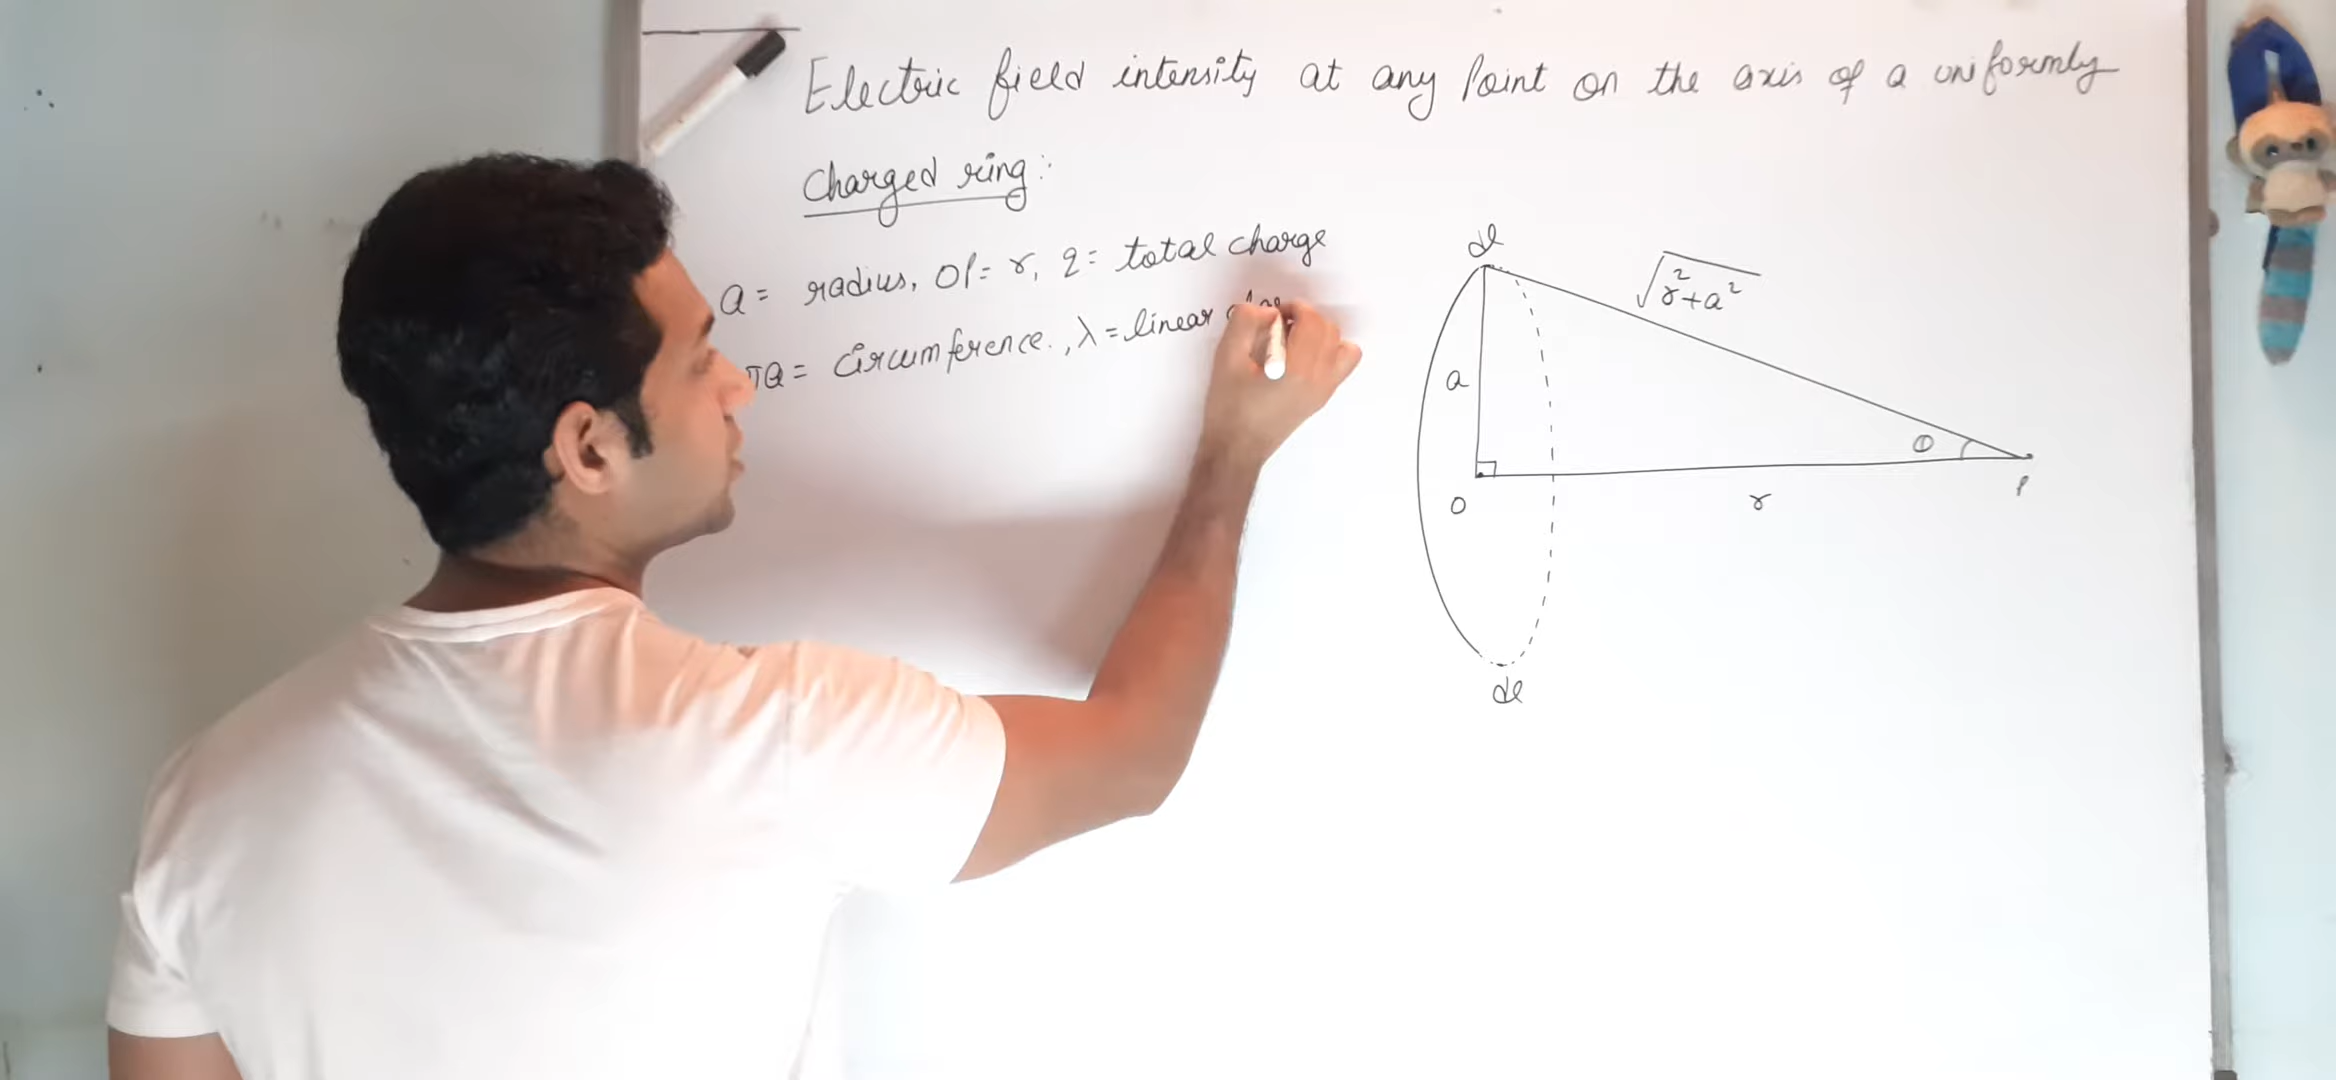 Electric field intensity at any point on the axis of a uniformly
charged ring:
a = radius, OP = r, q = total charge
πa = Circumference., λ = linear
dl
√r²+a²
a
θ
O
r
P
dl